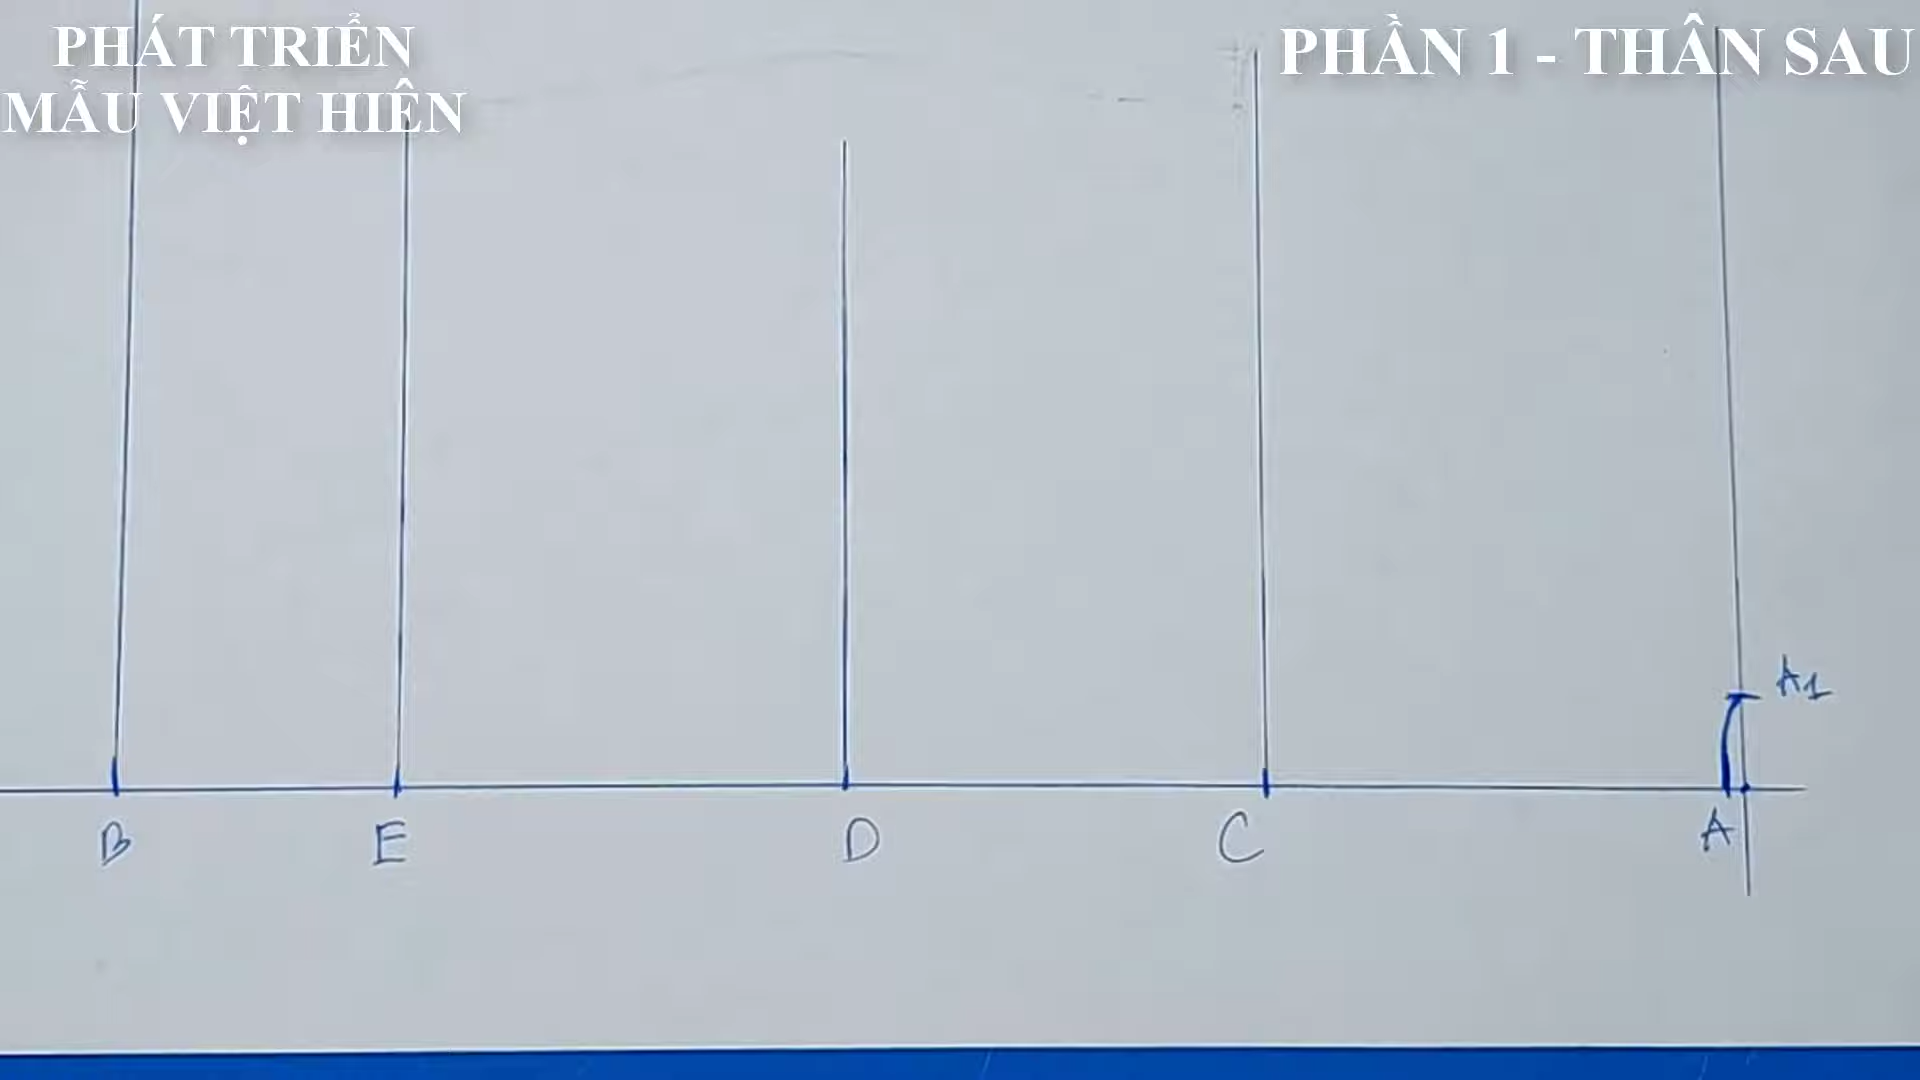 PHÁT TRIỂN
MẪU VIỆT HIÊN
PHẦN 1 - THÂN SAU
A1
B
E
D
C
A